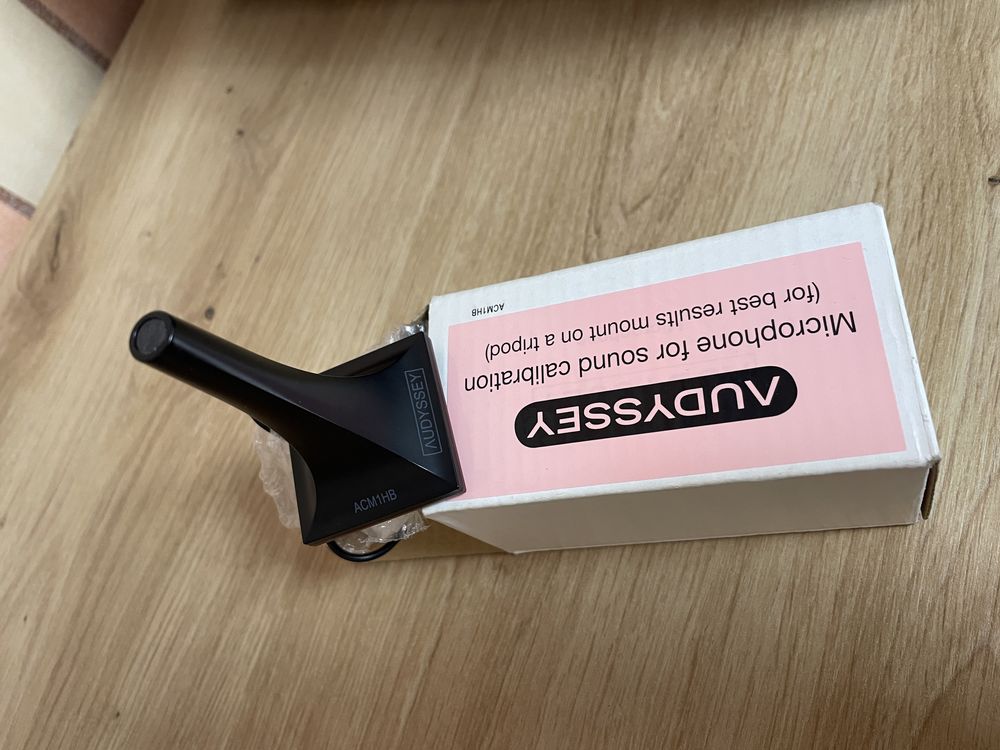 AUDYSSEY
Microphone for sound calibration
(for best results mount on a tripod)
ACM1HB
AUDYSSEY
ACM1HB